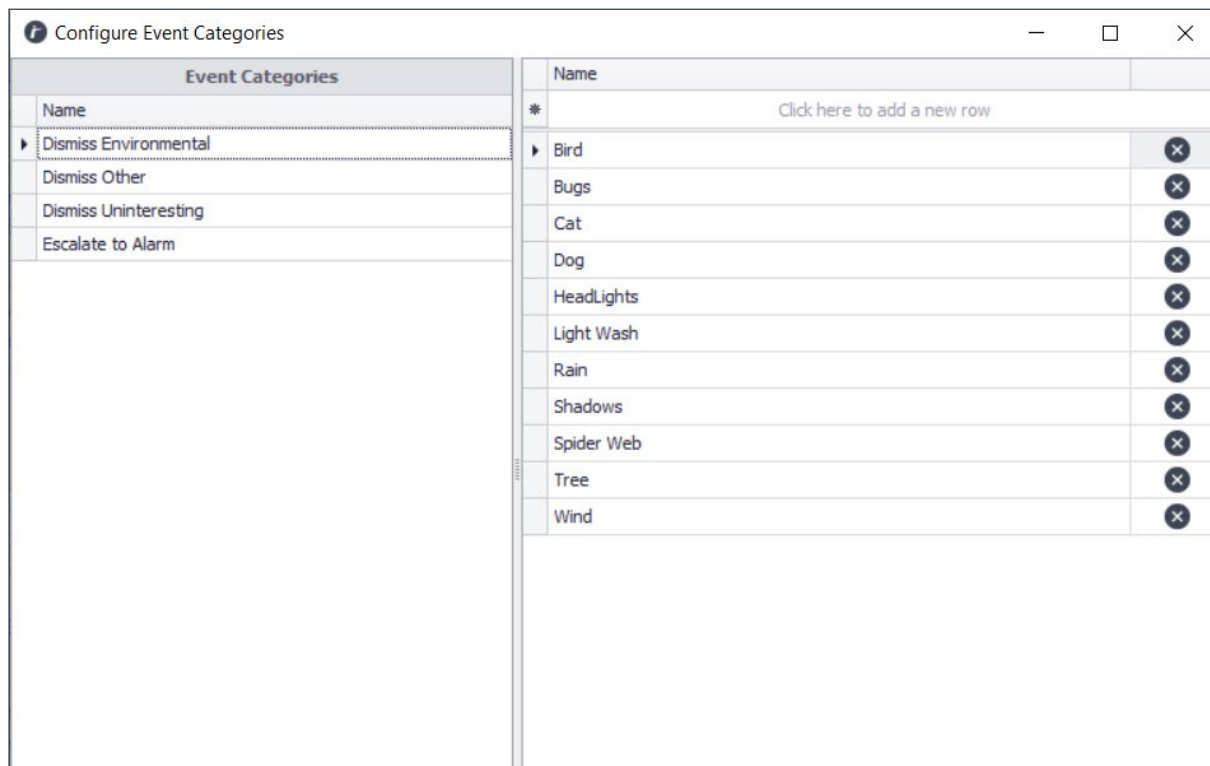 Configure Event Categories
Event Categories
Name
Dismiss Environmental
Dismiss Other
Dismiss Uninteresting
Escalate to Alarm
Name
Click here to add a new row
Bird
Bugs
Cat
Dog
HeadLights
Light Wash
Rain
Shadows
Spider Web
Tree
Wind